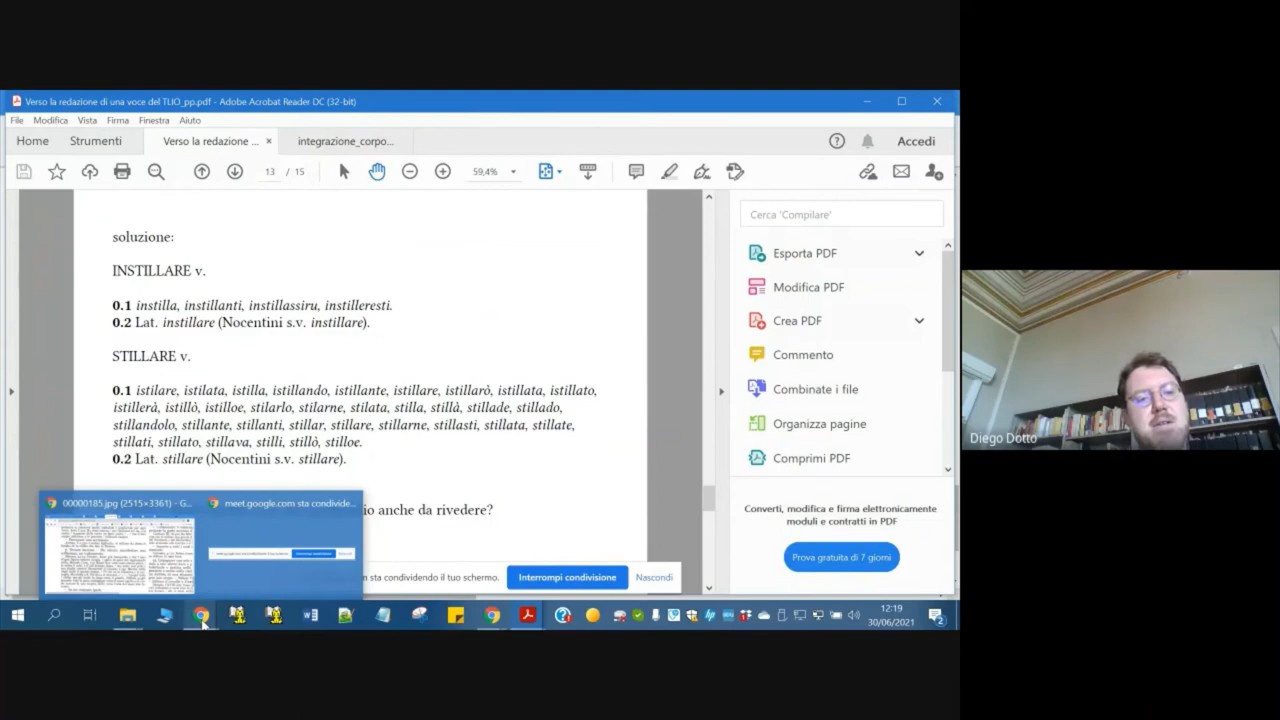 Verso la redazione di una voce del TLIO_pp.pdf - Adobe Acrobat Reader DC (32-bit)
File Modifica Vista Firma Finestra Aiuto
Home Strumenti Verso la redazione ... × integrazione_corpo... Accedi
13 / 15 59,4%
soluzione:
INSTILLARE v.
0.1 instilla, instillanti, instillassiru, instilleresti.
0.2 Lat. instillare (Nocentini s.v. instillare).
STILLARE v.
0.1 istilare, istilata, istilla, istillando, istillante, istillare, istillarò, istillata, istillato,
istillerà, istillò, istilloe, stilarlo, stilarne, stilata, stilla, stillà, stillade, stillado,
stillandolo, stillante, stillanti, stillar, stillare, stillarne, stillasti, stillata, stillate,
stillati, stillato, stillava, stilli, stillò, stilloe.
0.2 Lat. stillare (Nocentini s.v. stillare).
io anche da rivedere?
00000185.jpg (2515×3361) - G... meet.google.com sta condivide...
n sta condividendo il tuo schermo. Interrompi condivisione Nascondi
Cerca 'Compilare'
Esporta PDF
Modifica PDF
Crea PDF
Commento
Combinate i file
Organizza pagine
Comprimi PDF
Converti, modifica e firma elettronicamente
moduli e contratti in PDF
Prova gratuita di 7 giorni
Diego Dotto
12:19
30/06/2021
2